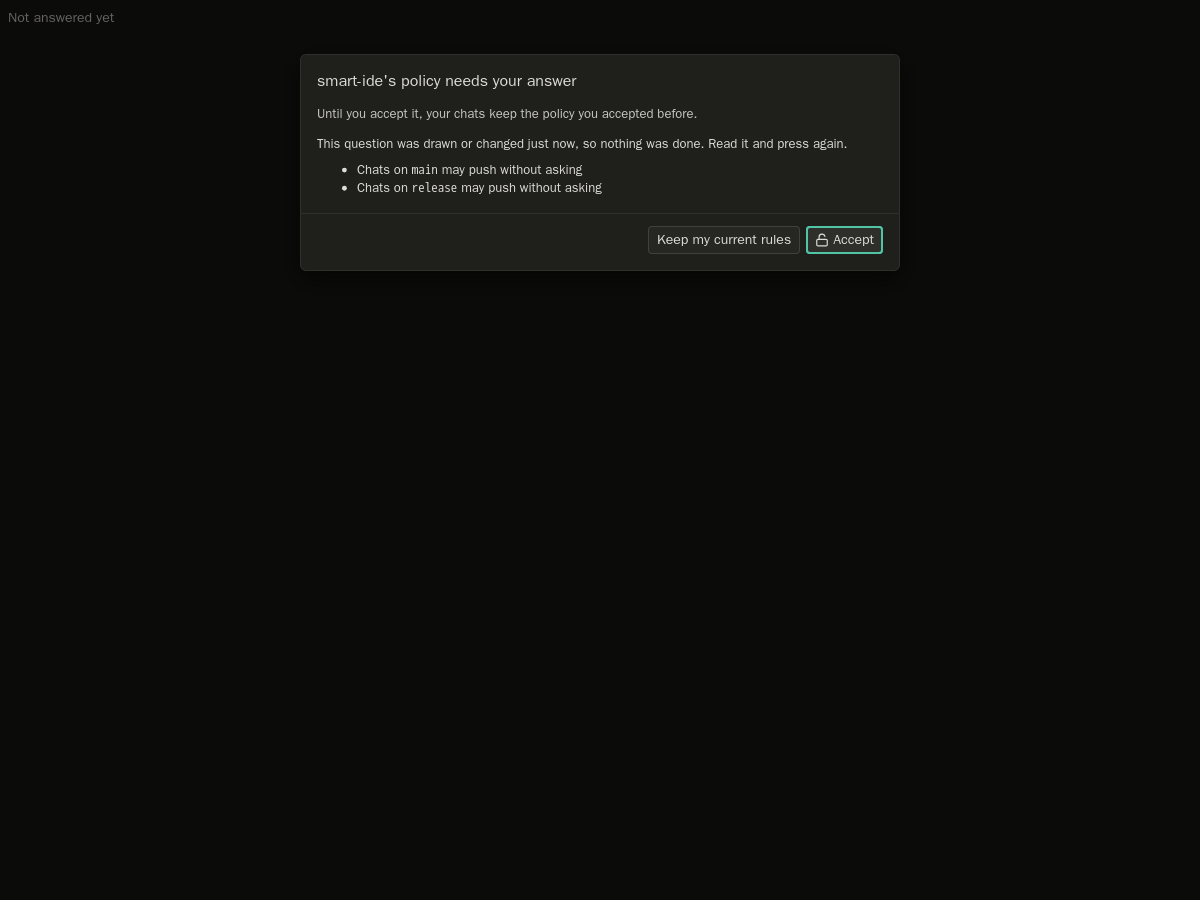 Not answered yet
smart-ide's policy needs your answer
Until you accept it, your chats keep the policy you accepted before.
This question was drawn or changed just now, so nothing was done. Read it and press again.
• Chats on main may push without asking
• Chats on release may push without asking
Keep my current rules
Accept